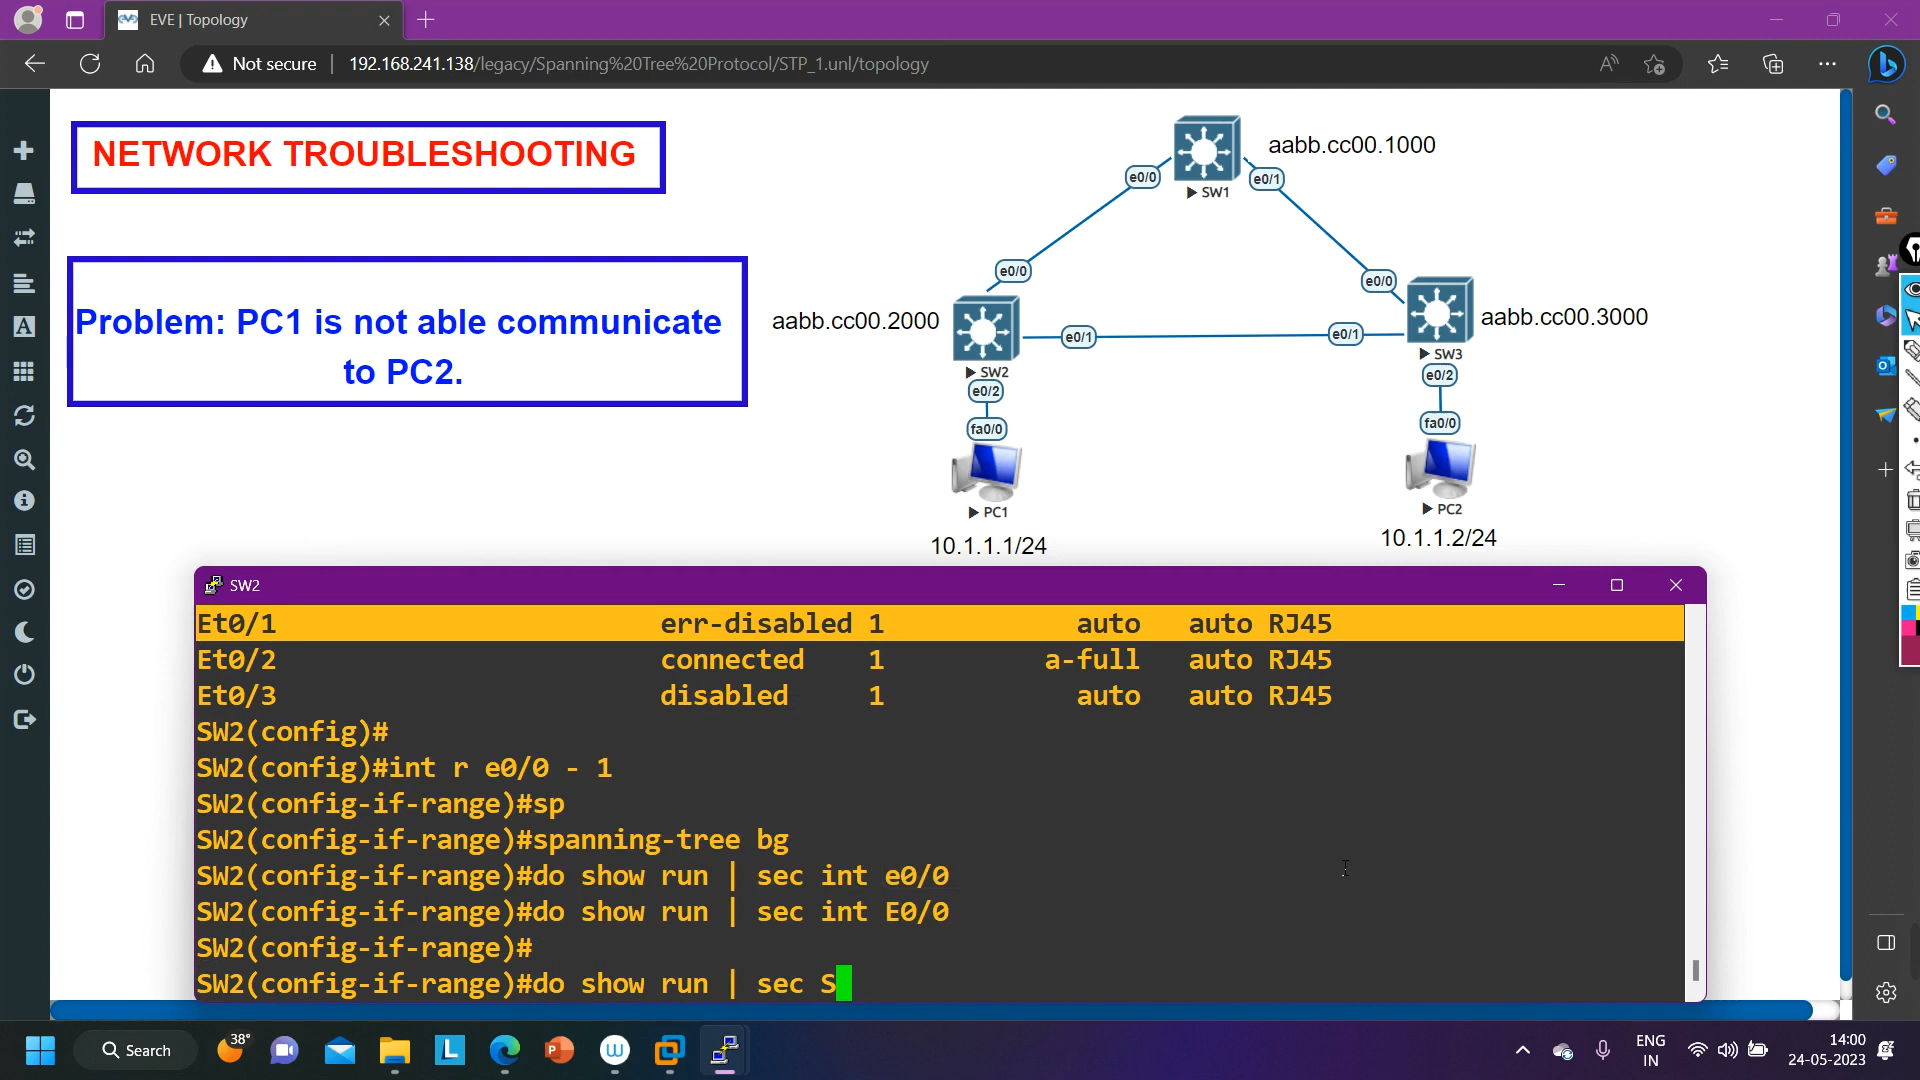 EVE | Topology
Not secure
192.168.241.138/legacy/Spanning%20Tree%20Protocol/STP_1.unl/topology
NETWORK TROUBLESHOOTING
Problem: PC1 is not able communicate
to PC2.
aabb.cc00.1000
e0/0
e0/1
SW1
e0/0
e0/0
aabb.cc00.2000
aabb.cc00.3000
e0/1
e0/1
SW2
SW3
e0/2
e0/2
fa0/0
fa0/0
PC1
PC2
10.1.1.1/24
10.1.1.2/24
SW2
Et0/1 err-disabled 1 auto auto RJ45
Et0/2 connected 1 a-full auto RJ45
Et0/3 disabled 1 auto auto RJ45
SW2(config)#
SW2(config)#int r e0/0 - 1
SW2(config-if-range)#sp
SW2(config-if-range)#spanning-tree bg
SW2(config-if-range)#do show run | sec int e0/0
SW2(config-if-range)#do show run | sec int E0/0
SW2(config-if-range)#
SW2(config-if-range)#do show run | sec S
38°
Search
ENG
IN
14:00
24-05-2023